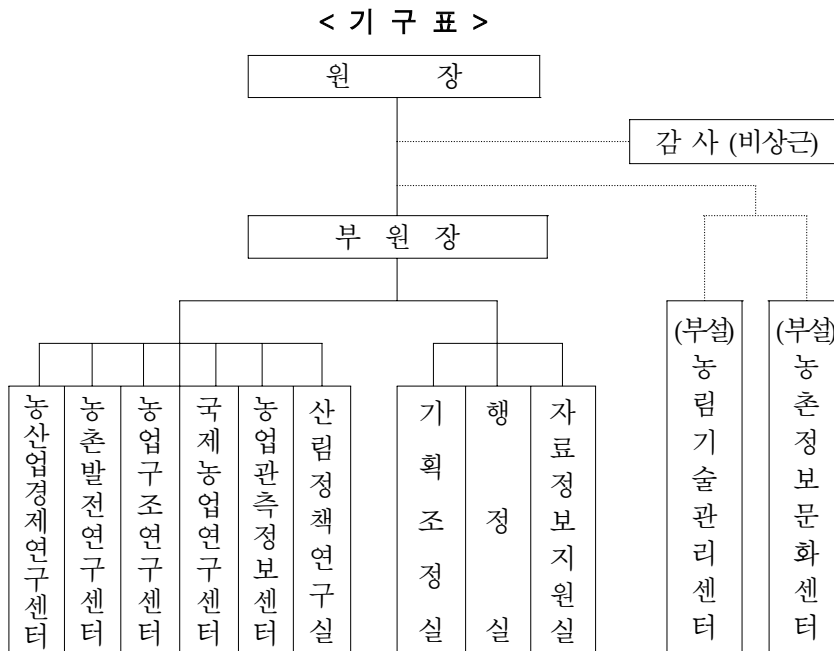 < 기 구 표 >
원 장
감 사 (비상근)
부 원 장
농산업경제연구센터
농촌발전연구센터
농업구조연구센터
국제농업연구센터
농업관측정보센터
산림정책연구실
기획조정실
행정실
자료정보지원실
(부설)
농림기술관리센터
(부설)
농촌정보문화센터